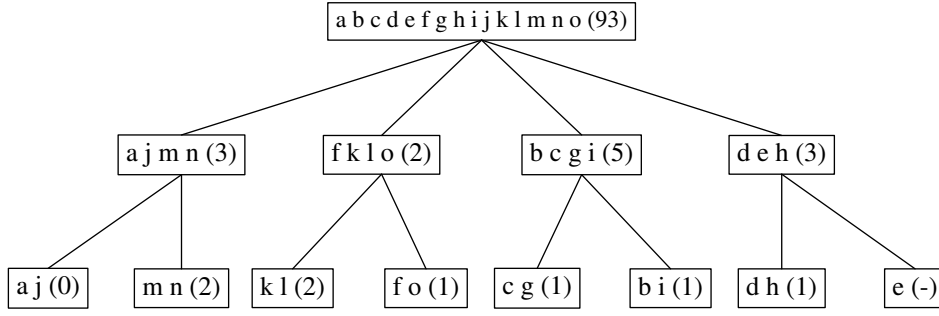 a b c d e f g h i j k l m n o (93)
a j m n (3)
f k l o (2)
b c g i (5)
d e h (3)
a j (0)
m n (2)
k l (2)
f o (1)
c g (1)
b i (1)
d h (1)
e (-)